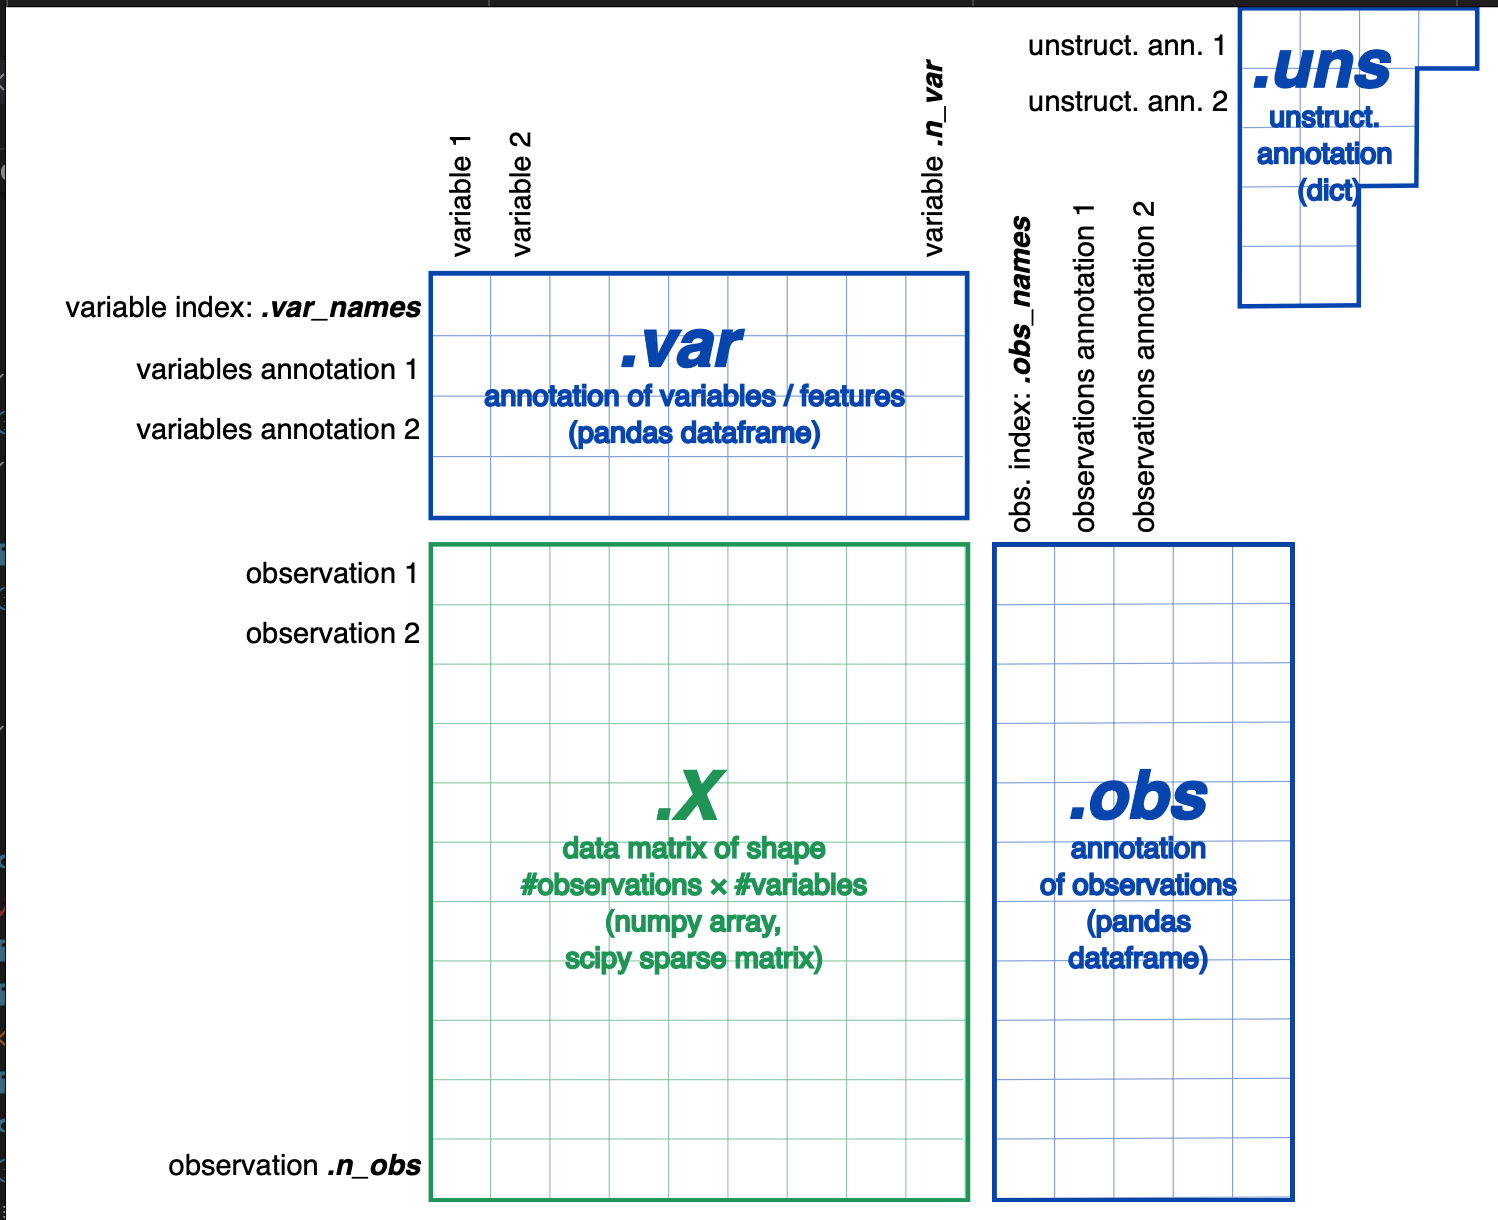 unstruct. ann. 1
unstruct. ann. 2
.uns
unstruct.
annotation
(dict)
variable 1
variable 2
variable .n_var
variable index: .var_names
variables annotation 1
variables annotation 2
.var
annotation of variables / features
(pandas dataframe)
obs. index: .obs_names
observations annotation 1
observations annotation 2
observation 1
observation 2
observation .n_obs
.X
data matrix of shape
#observations × #variables
(numpy array,
scipy sparse matrix)
.obs
annotation
of observations
(pandas
dataframe)